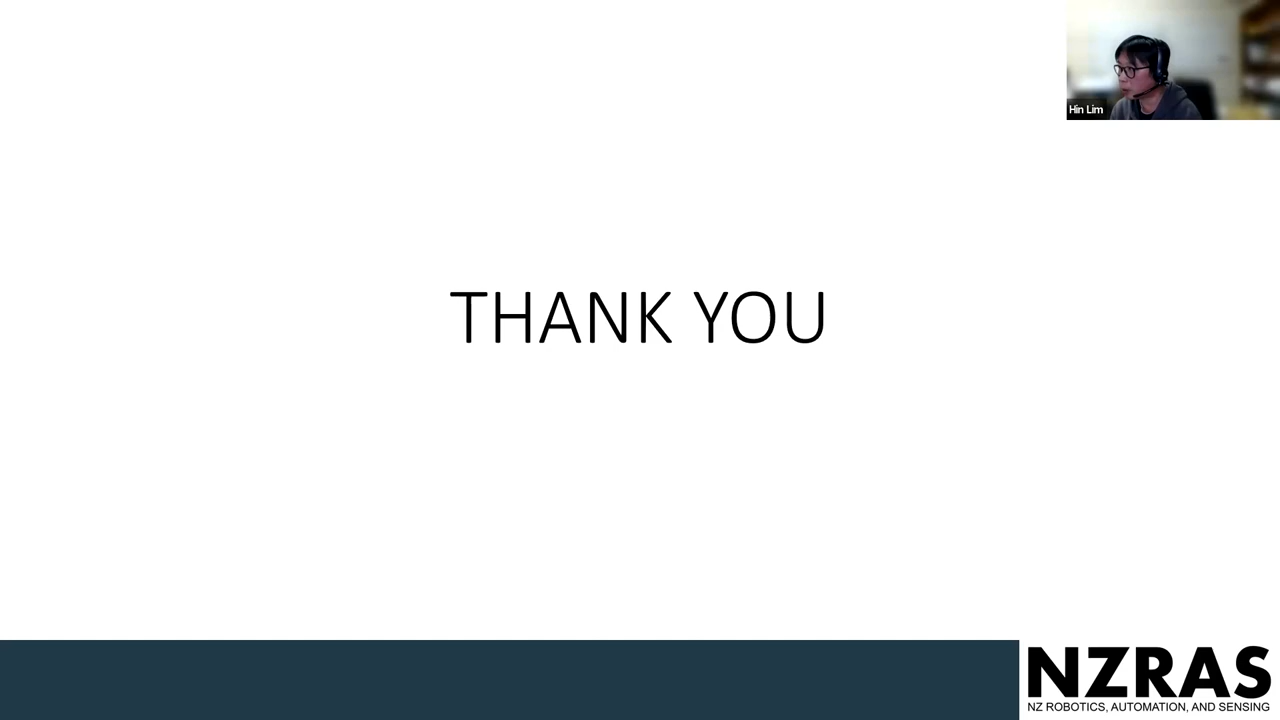 Hin Lim
THANK YOU
NZRAS
NZ ROBOTICS, AUTOMATION, AND SENSING